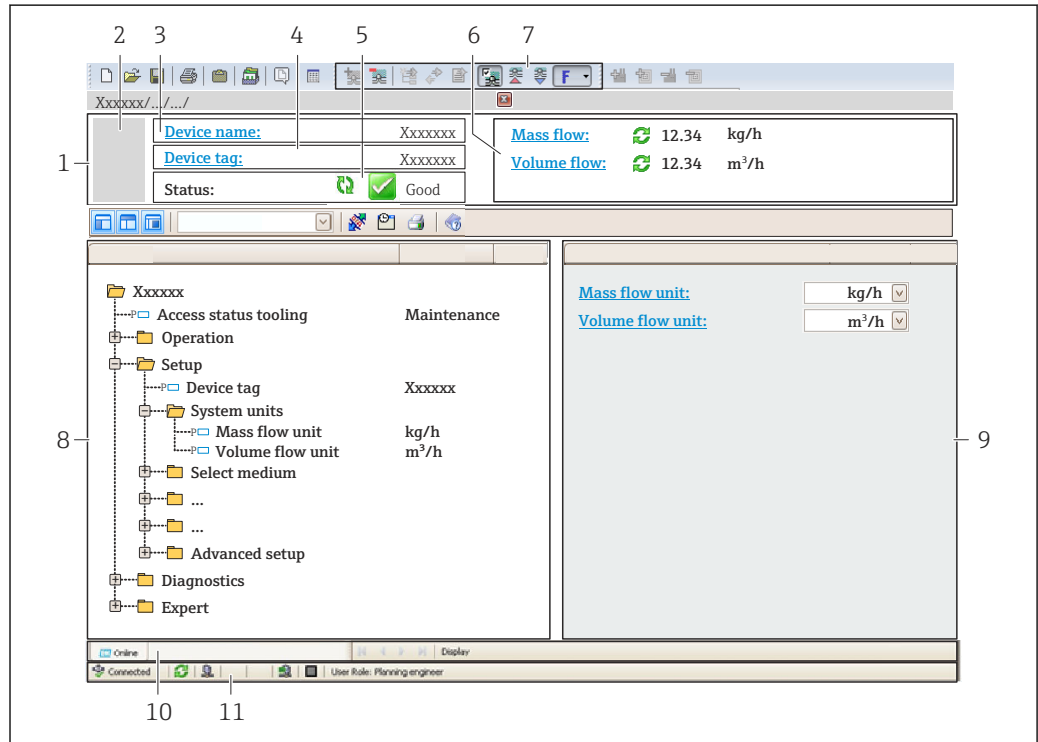 2 3 4 5 6 7
F
Xxxxxx/.../.../
1
Device name: Xxxxxxx
Device tag: Xxxxxxx
Status: Good
Mass flow: 12.34 kg/h
Volume flow: 12.34 m³/h
Xxxxxx
P Access status tooling Maintenance
Operation
Setup
P Device tag Xxxxxx
System units
P Mass flow unit kg/h
P Volume flow unit m³/h
Select medium
...
...
Advanced setup
Diagnostics
Expert
8
Mass flow unit: kg/h
Volume flow unit: m³/h
9
Online Display
Connected User Role: Planning engineer
10 11